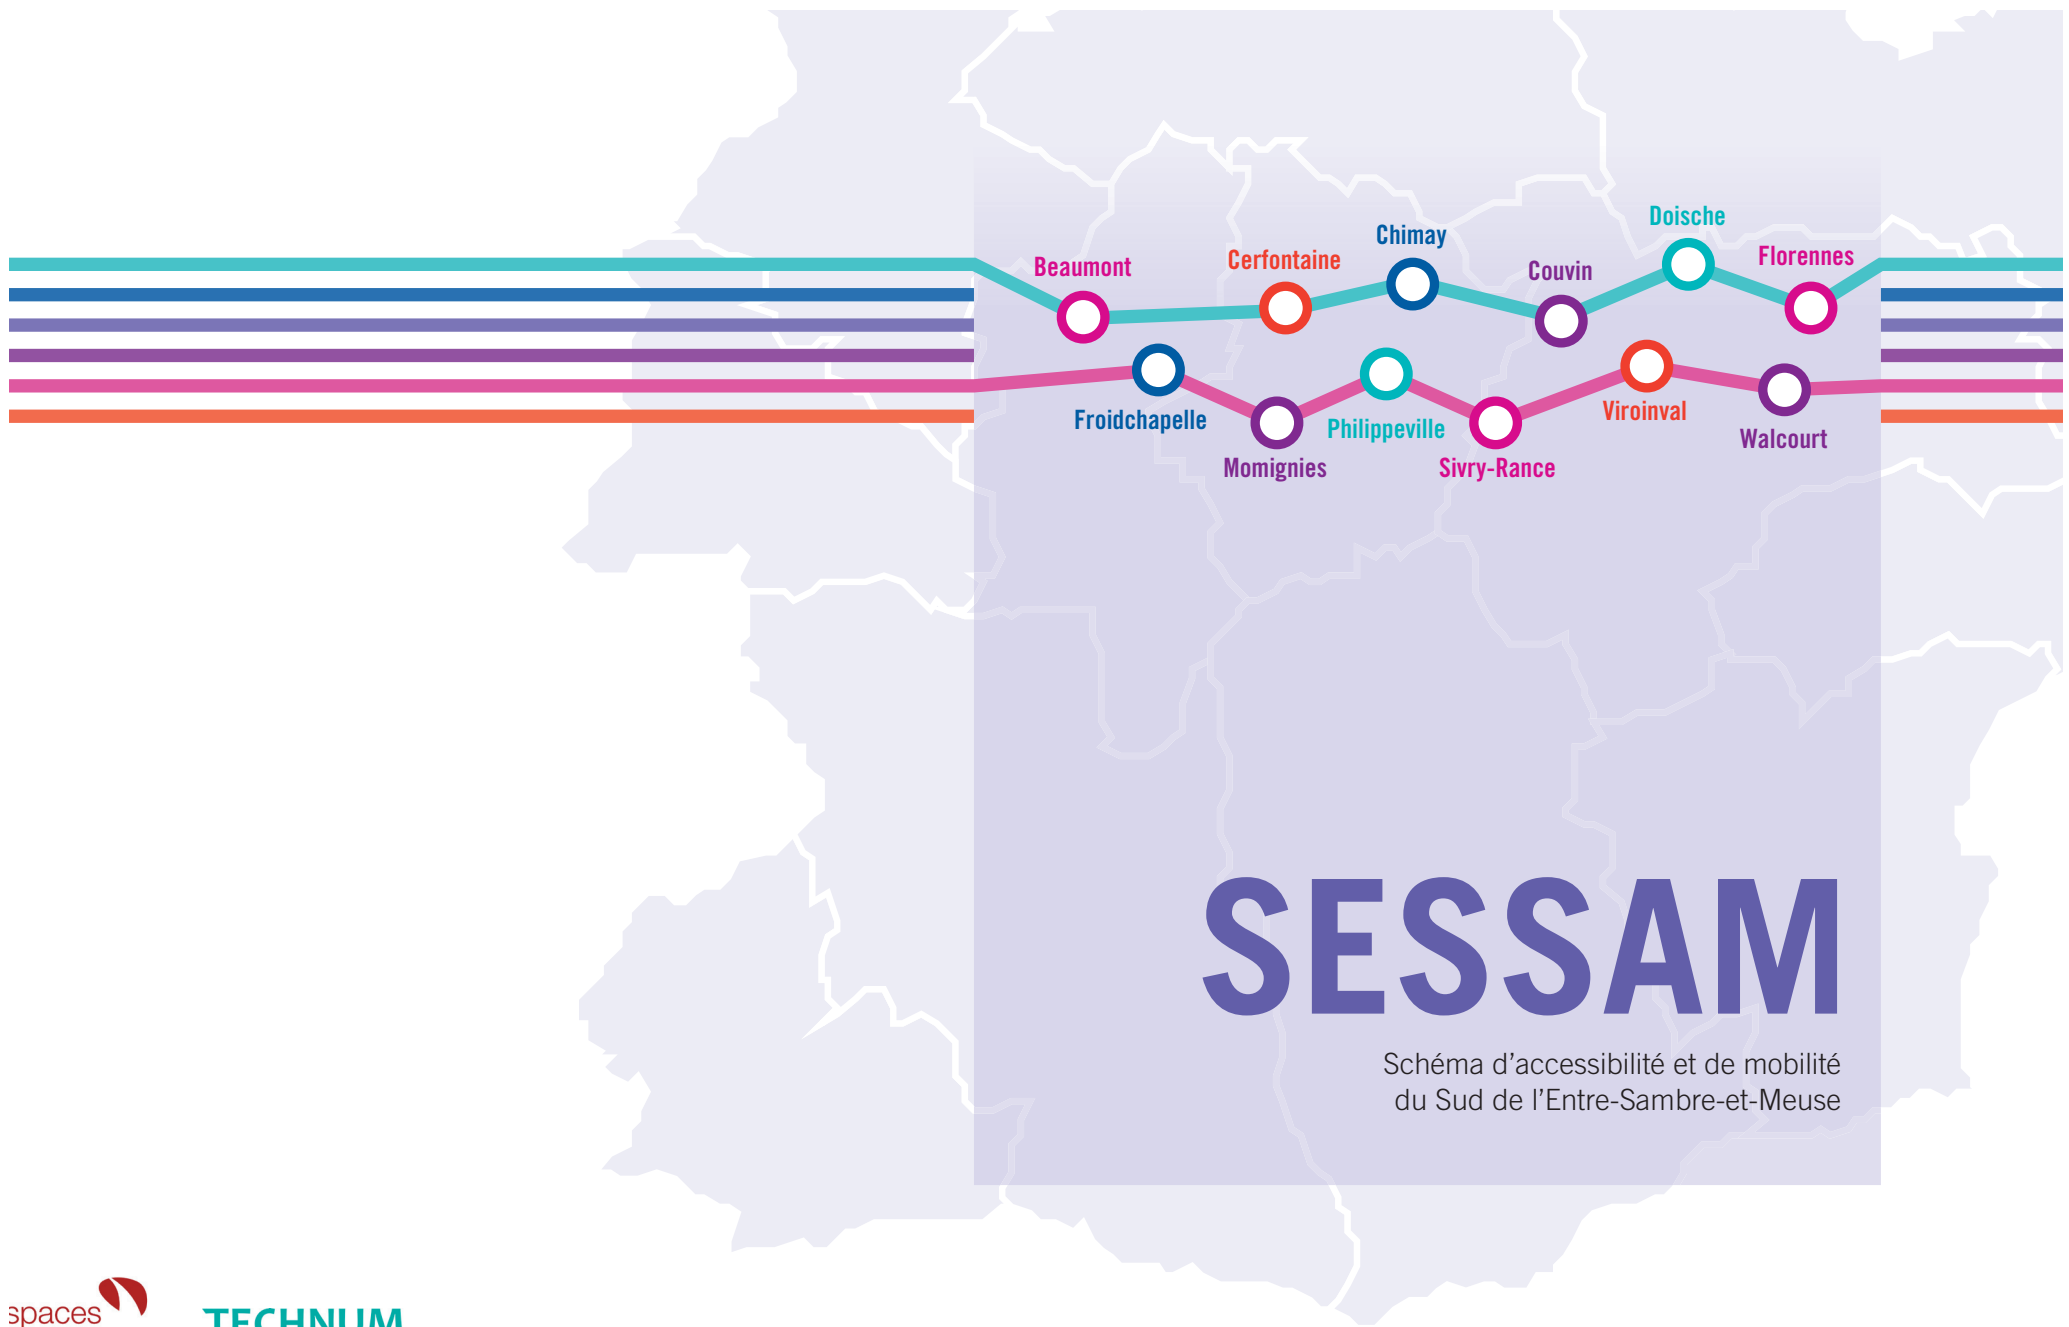 Doische
Chimay
Florennes
Cerfontaine
Beaumont
Couvin
Viroinval
Froidchapelle
Philippeville
Walcourt
Momignies
Sivry-Rance
SESSAM
Schéma d'accessibilité et de mobilité
du Sud de l'Entre-Sambre-et-Meuse
spaces
TECHNUM